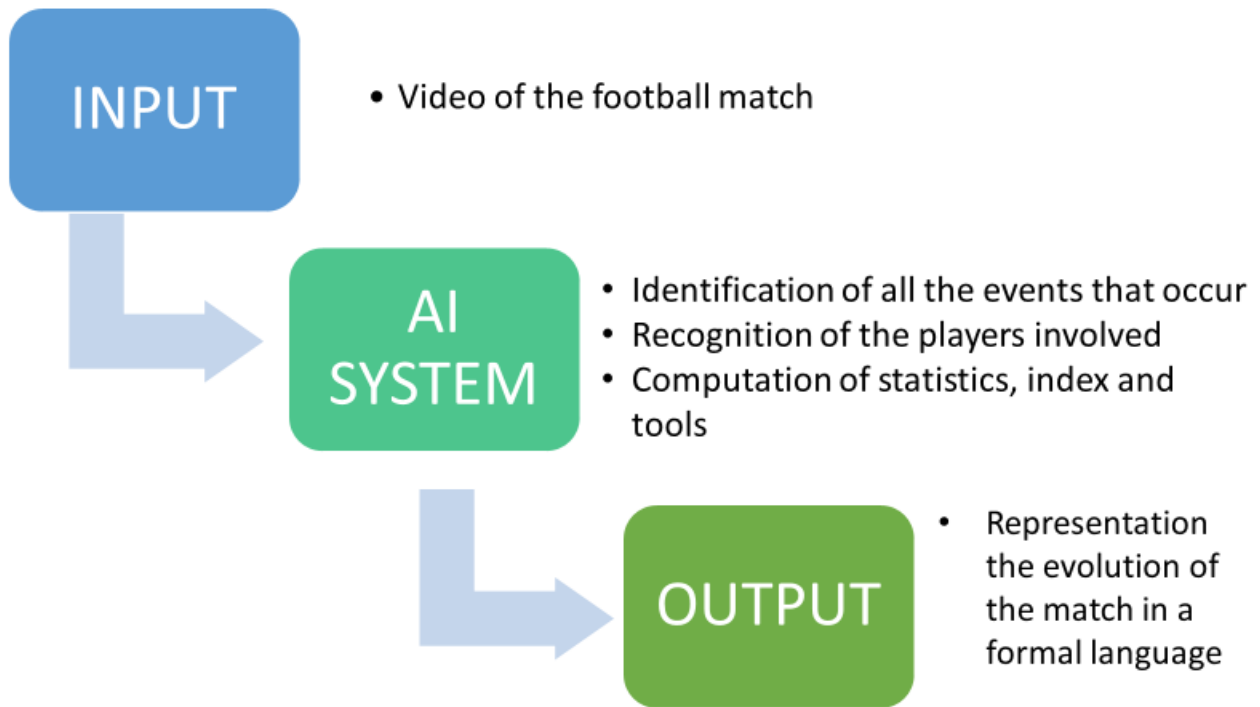 INPUT
• Video of the football match
AI
SYSTEM
• Identification of all the events that occur
• Recognition of the players involved
• Computation of statistics, index and
tools
OUTPUT
• Representation
the evolution of
the match in a
formal language